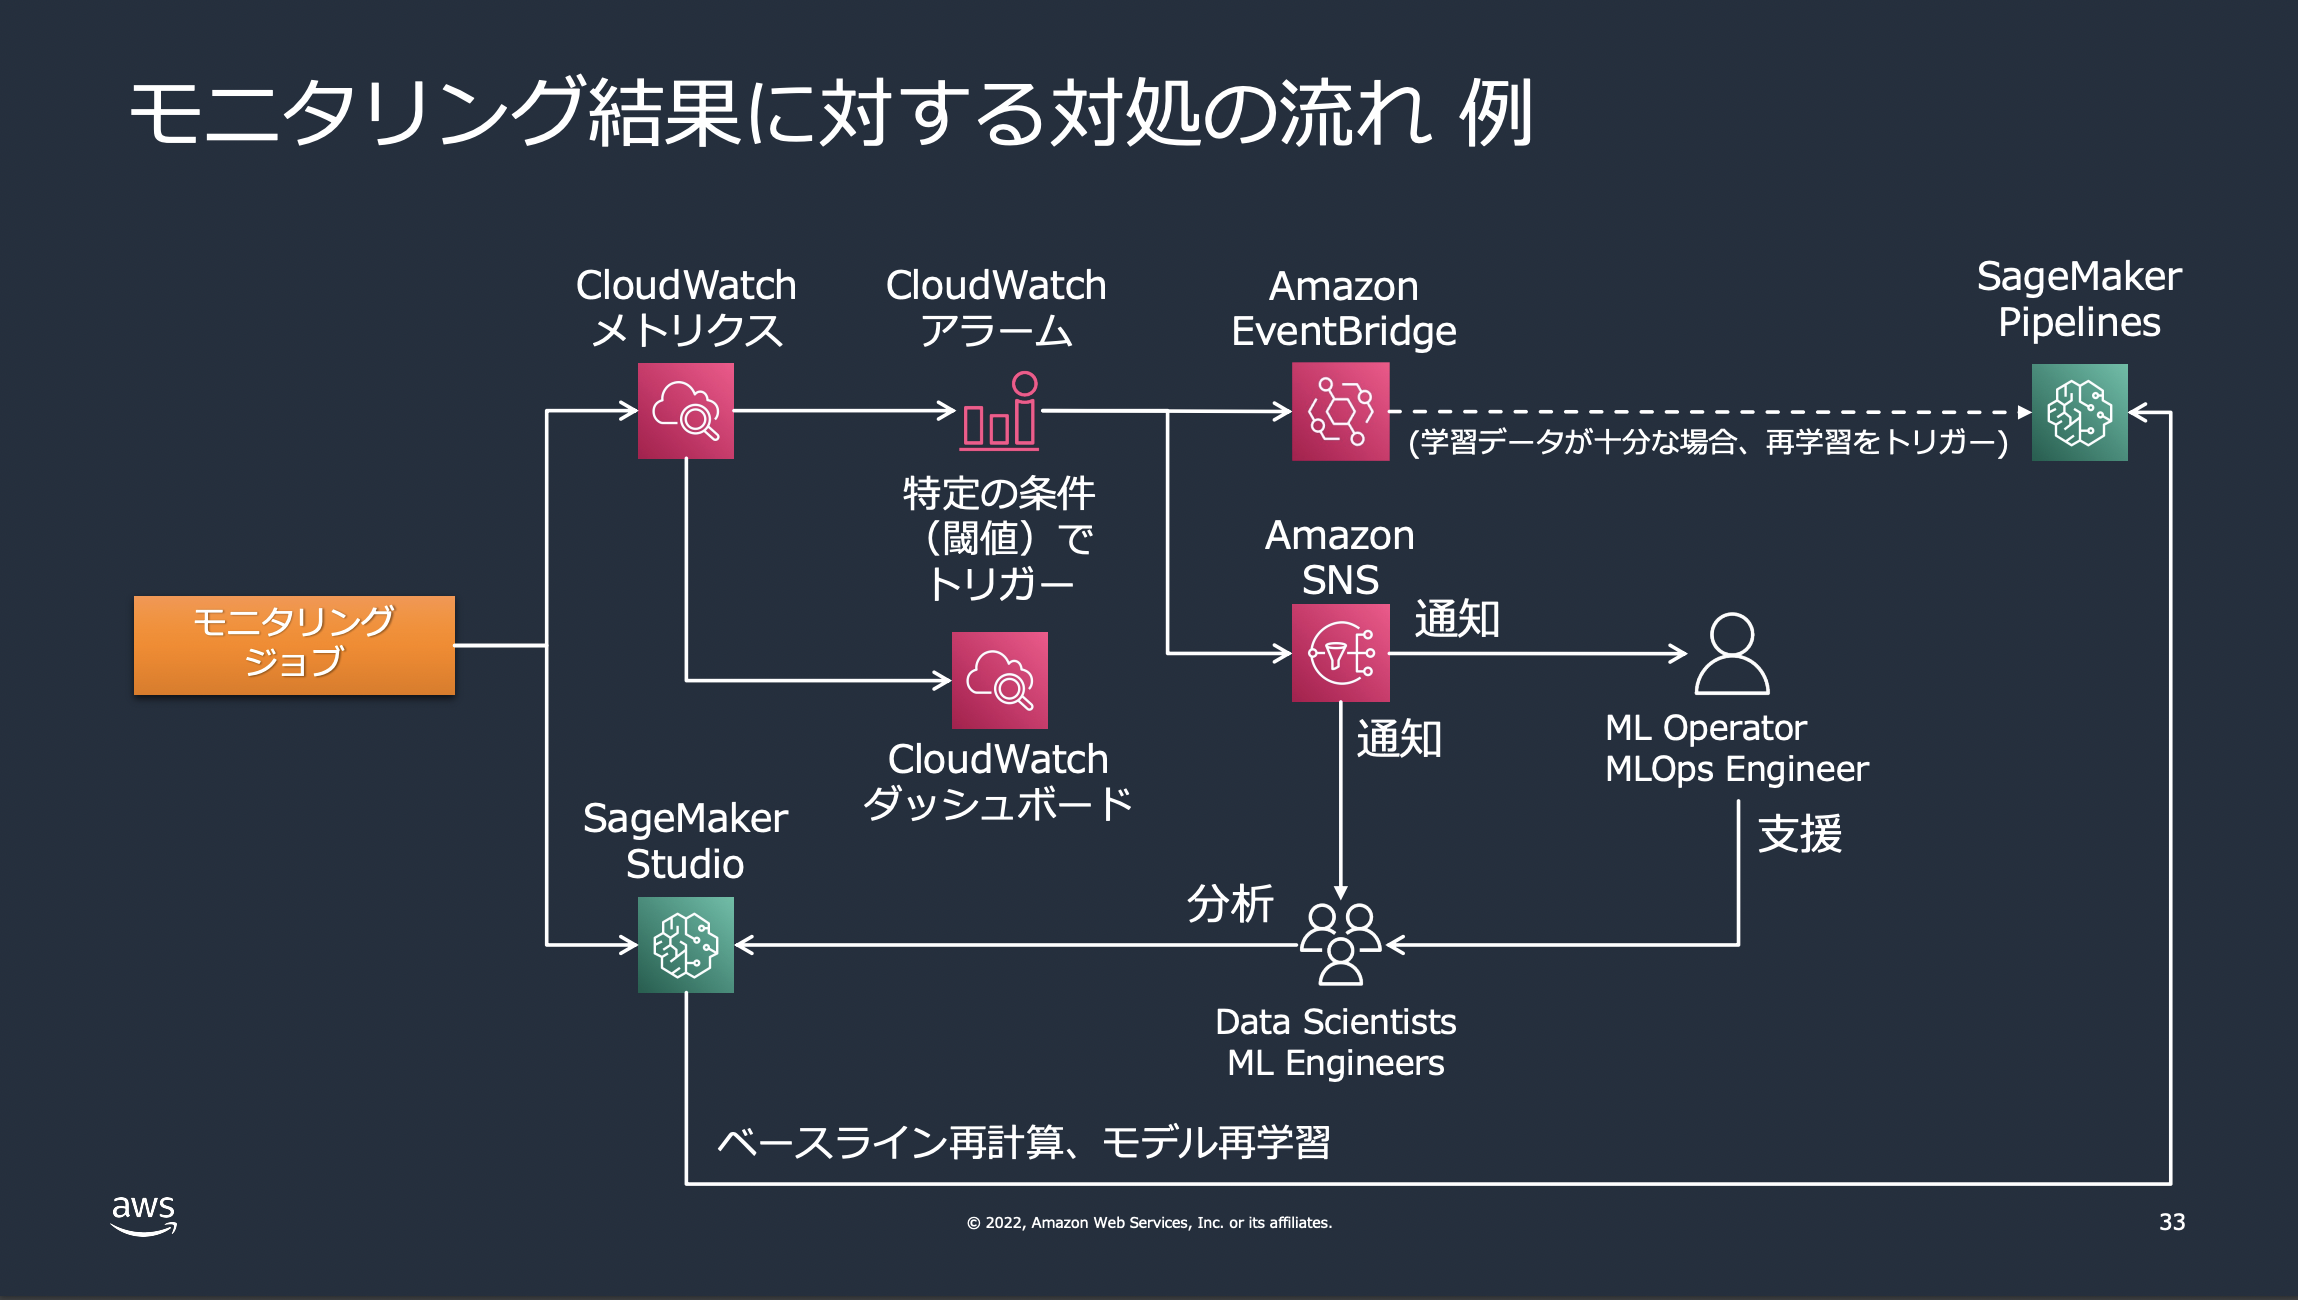 モニタリング結果に対する対処の流れ 例
CloudWatch
メトリクス
CloudWatch
アラーム
Amazon
EventBridge
SageMaker
Pipelines
(学習データが十分な場合、再学習をトリガー)
特定の条件
（閾値）で
トリガー
Amazon
SNS
モニタリング
ジョブ
通知
通知
ML Operator
MLOps Engineer
CloudWatch
ダッシュボード
SageMaker
Studio
支援
分析
Data Scientists
ML Engineers
ベースライン再計算、モデル再学習
aws
© 2022, Amazon Web Services, Inc. or its affiliates.
33